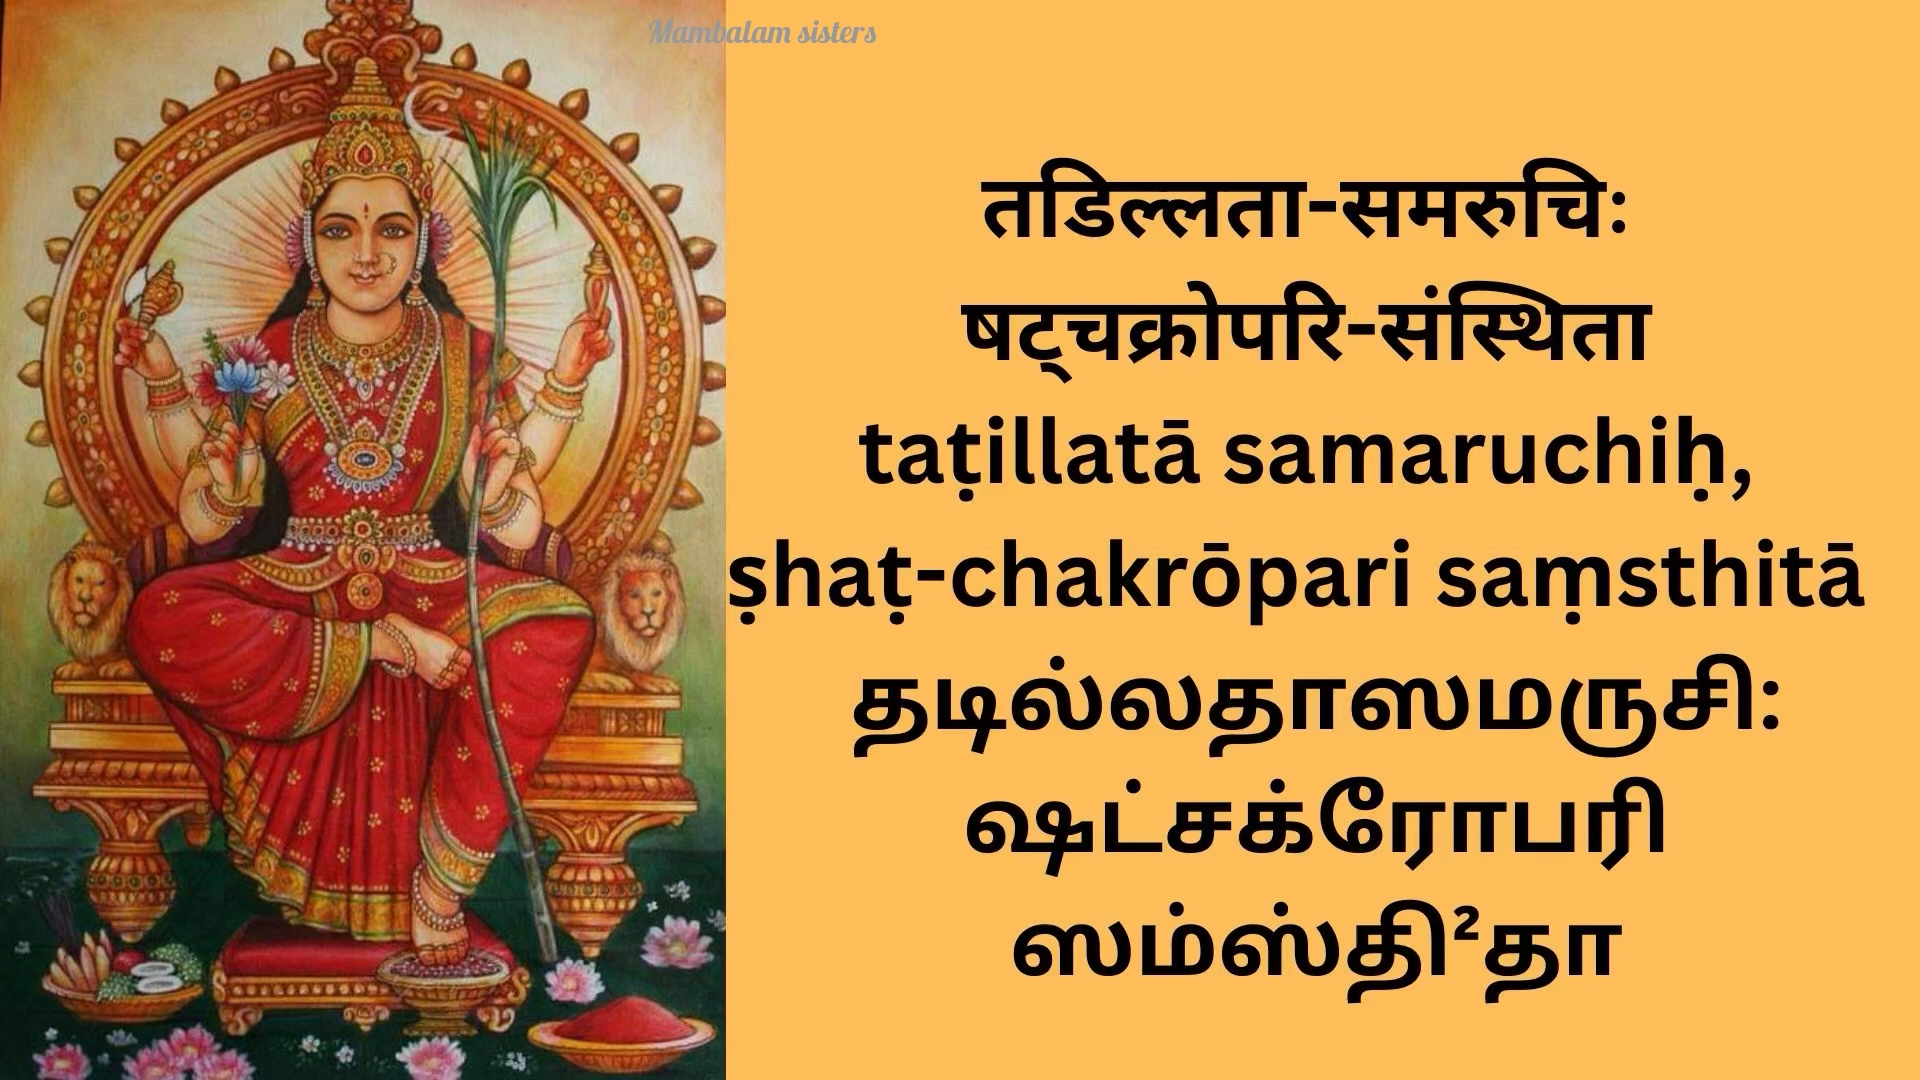 Mambalam sisters
तडिल्लता-समरुचिः
षट्चक्रोपरि-संस्थिता
taṭillatā samaruchiḥ,
ṣhaṭ-chakrōpari saṃsthitā
தடில்லதாஸமருசி:
ஷட்சக்ரோபரி
ஸம்ஸ்தி²தா